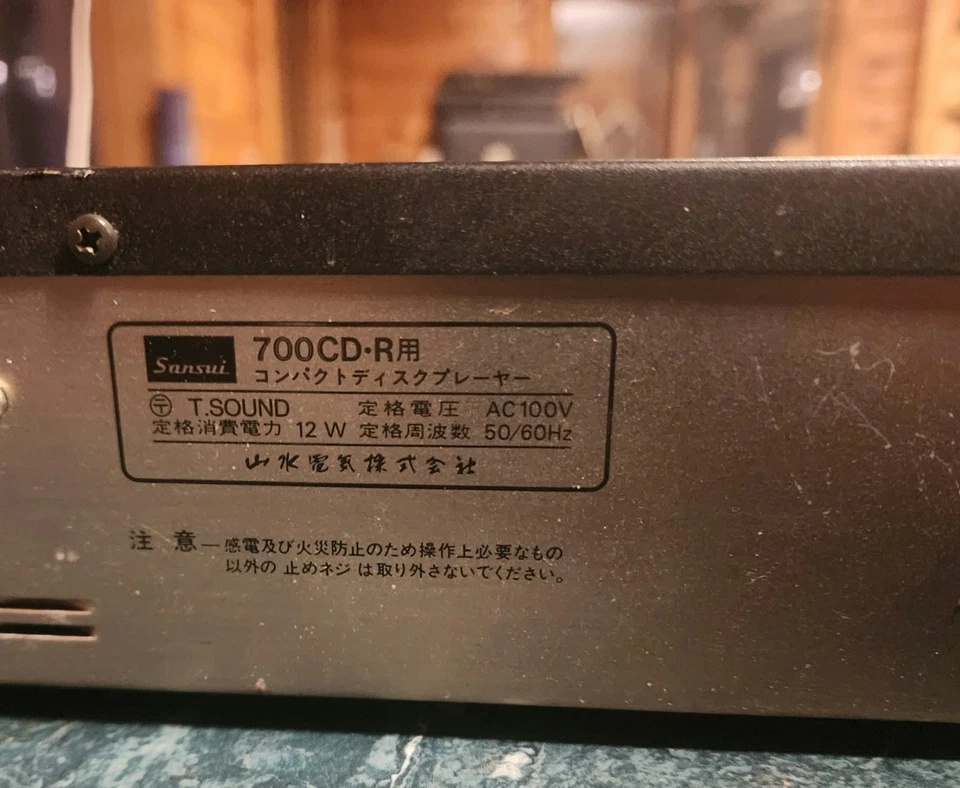 Sansui 700CD・R用
コンパクトディスクプレーヤー
〒 T.SOUND 定格電圧 AC100V
定格消費電力 12 W 定格周波数 50/60Hz
山水電気株式会社
注 意 — 感電及び火災防止のため操作上必要なもの
以外の 止めネジ は取り外さないでください。